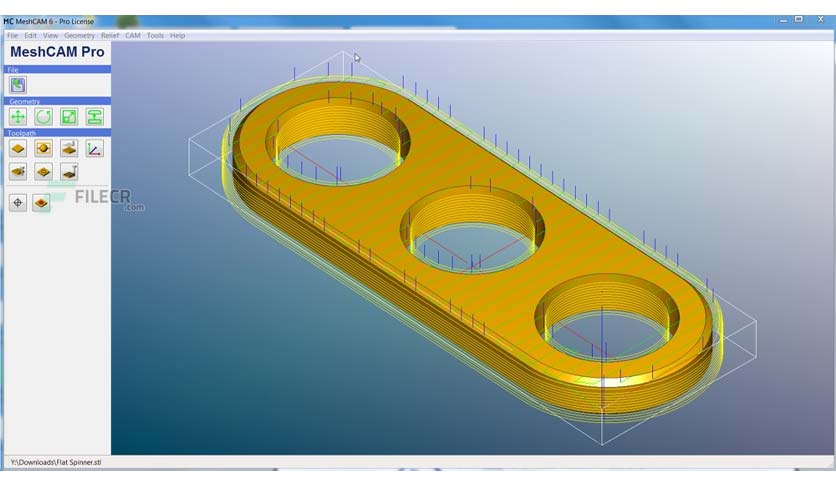 MC MeshCAM 6 - Pro License
File Edit View Geometry Relief CAM Tools Help
MeshCAM Pro
File
Geometry
Toolpath
FILECR
.com
Y:\Downloads\Flat Spinner.stl